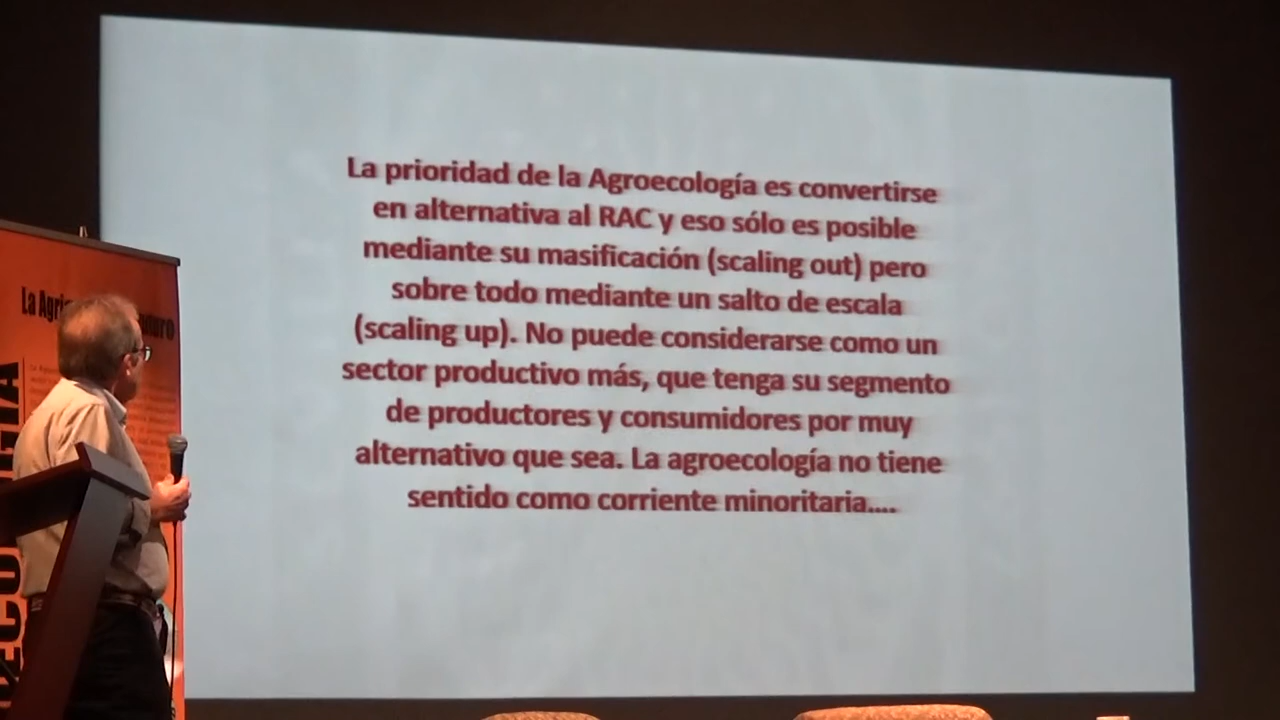 La prioridad de la Agroecología es convertirse
en alternativa al RAC y eso sólo es posible
mediante su masificación (scaling out) pero
sobre todo mediante un salto de escala
(scaling up). No puede considerarse como un
sector productivo más, que tenga su segmento
de productores y consumidores por muy
alternativo que sea. La agroecología no tiene
sentido como corriente minoritaria....
La